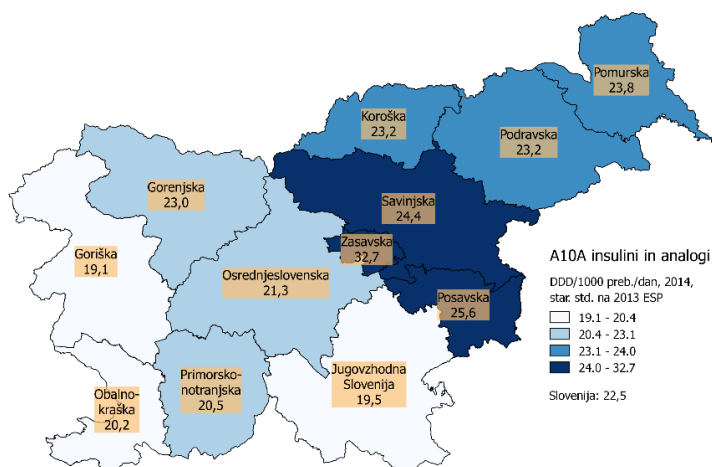 Pomurska
23,8
Koroška
23,2
Podravska
23,2
Gorenjska
23,0
Savinjska
24,4
Goriška
19,1
Zasavska
32,7
Osrednjeslovenska
21,3
Posavska
25,6
Primorsko-
notranjska
20,5
Jugovzhodna
Slovenija
19,5
Obalno-
kraška
20,2
A10A insulini in analogi
DDD/1000 preb./dan, 2014,
star. std. na 2013 ESP
19.1 - 20.4
20.4 - 23.1
23.1 - 24.0
24.0 - 32.7
Slovenija: 22,5